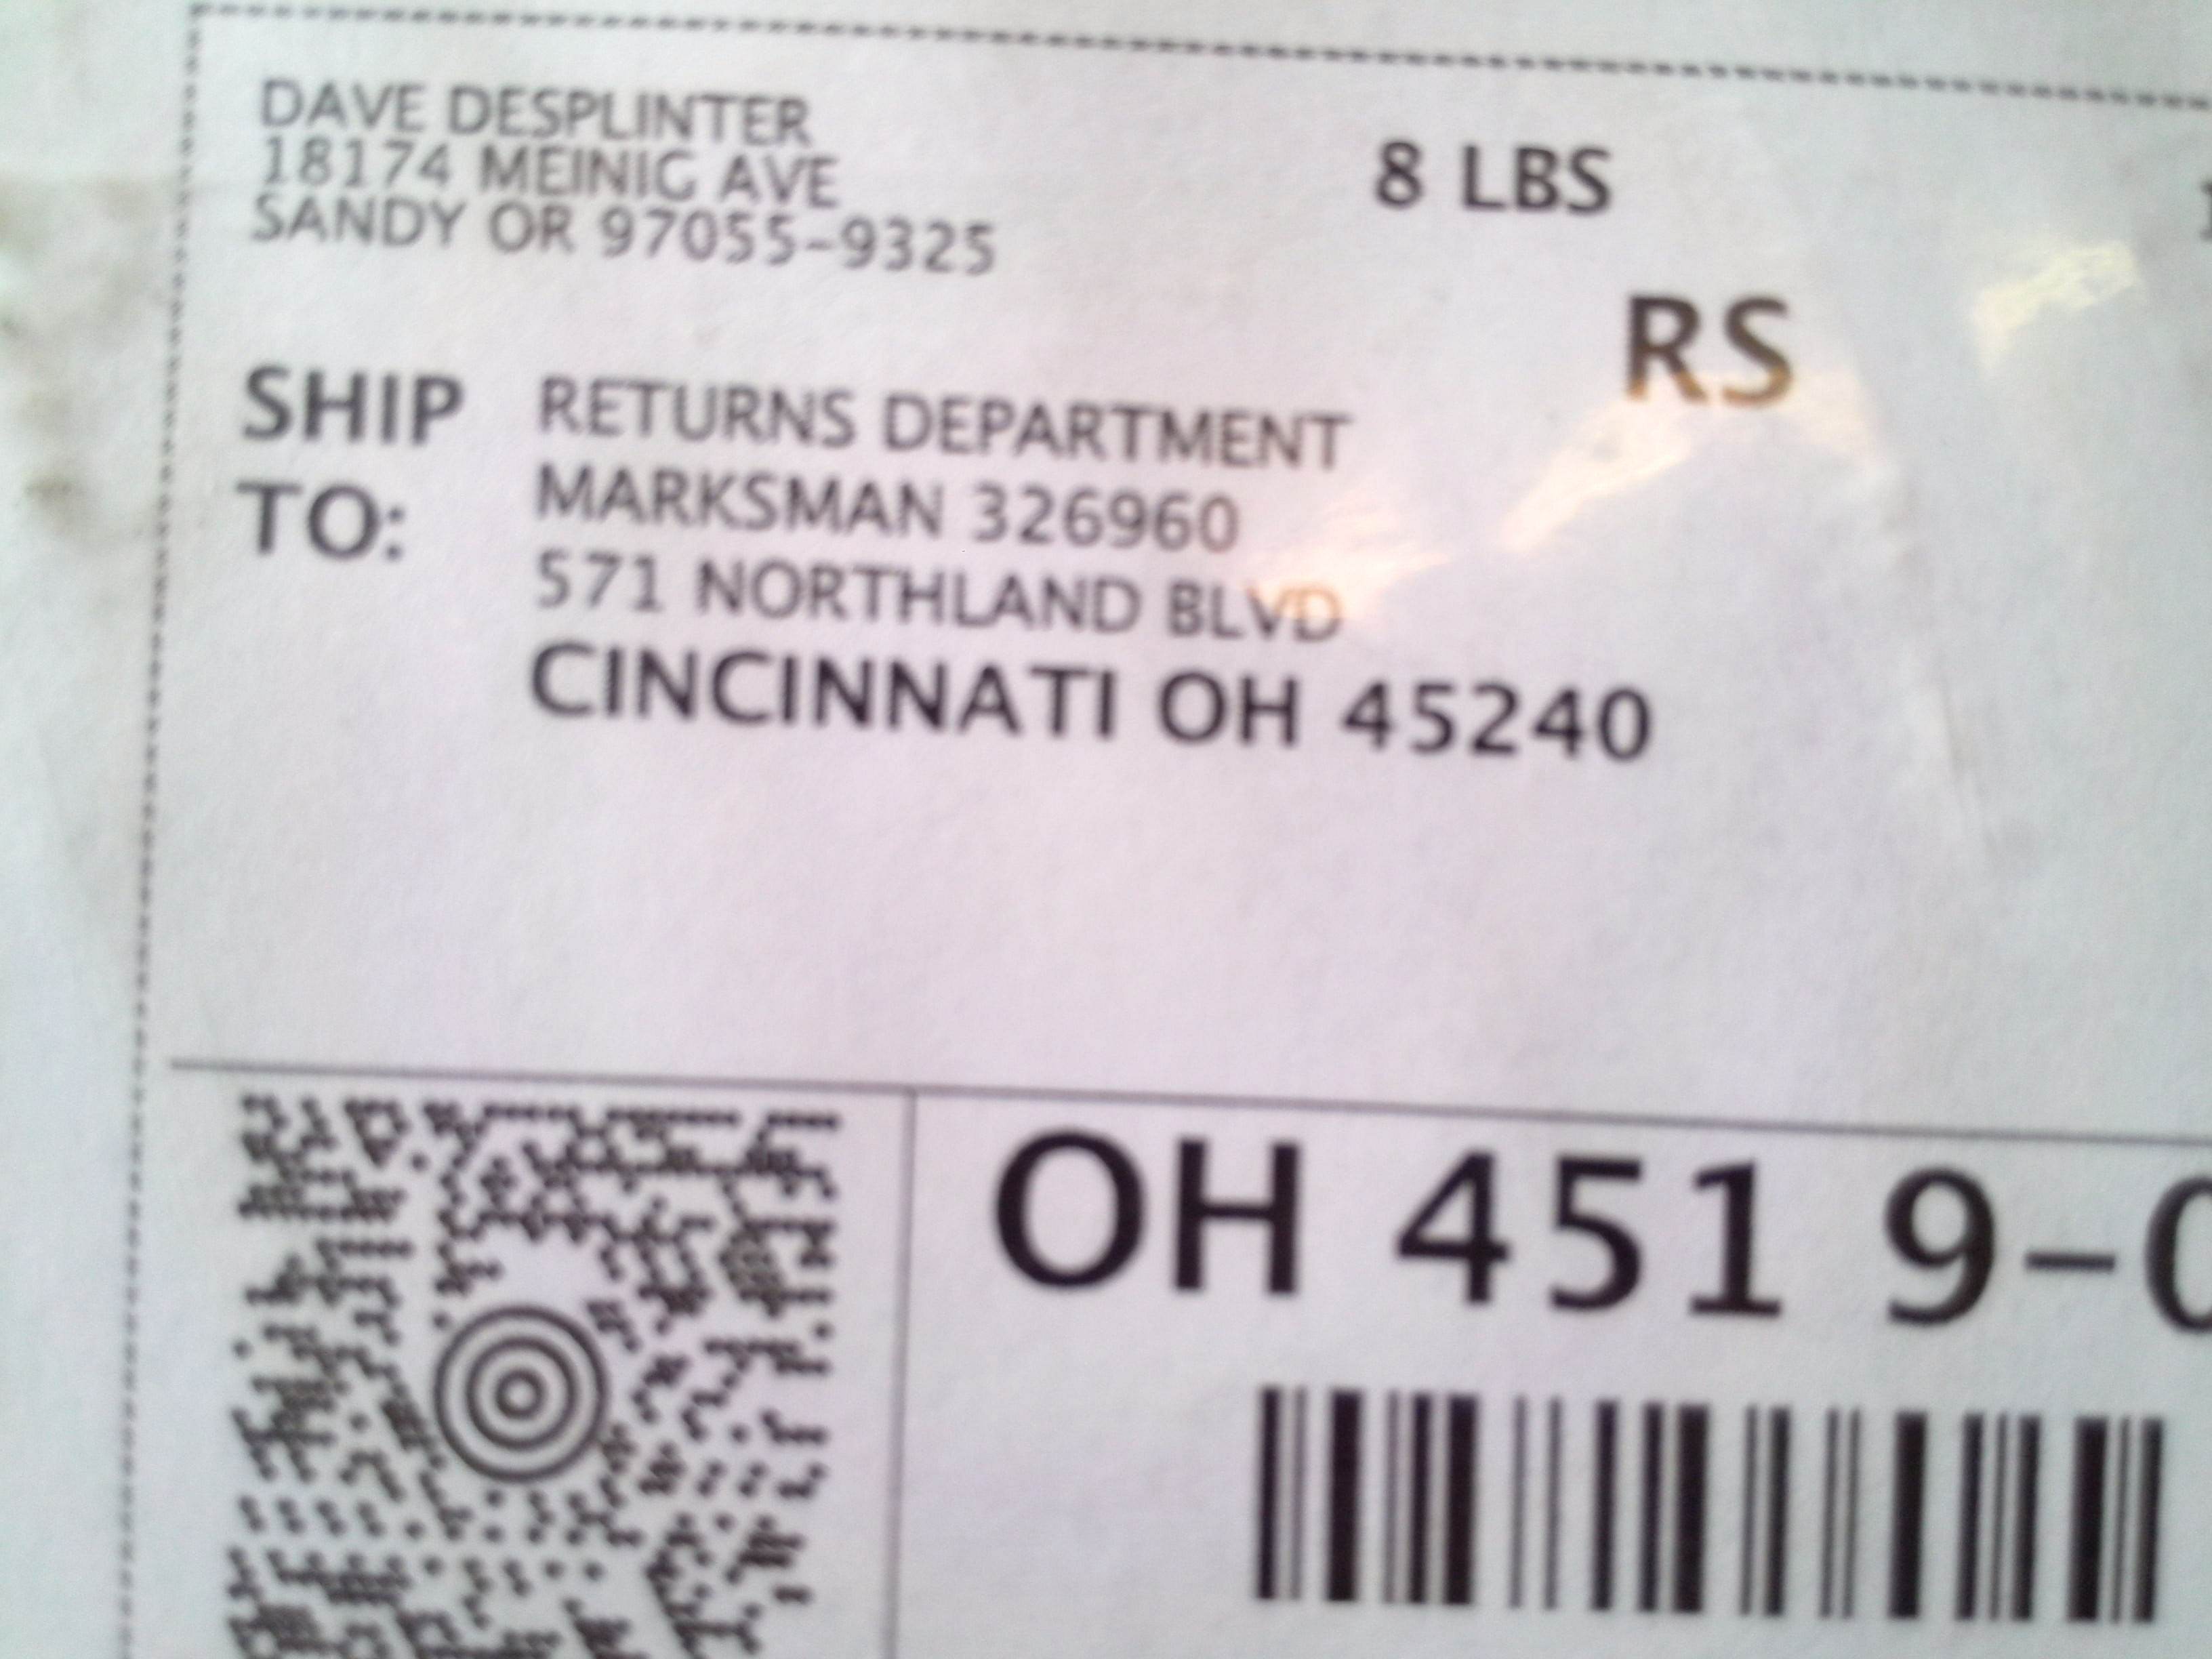 DAVE DESPLINTER
18174 MEINIG AVE
SANDY OR 97055-9325
8 LBS
RS
SHIP TO:
RETURNS DEPARTMENT
MARKSMAN 326960
571 NORTHLAND BLVD
CINCINNATI OH 45240
OH 451 9-0